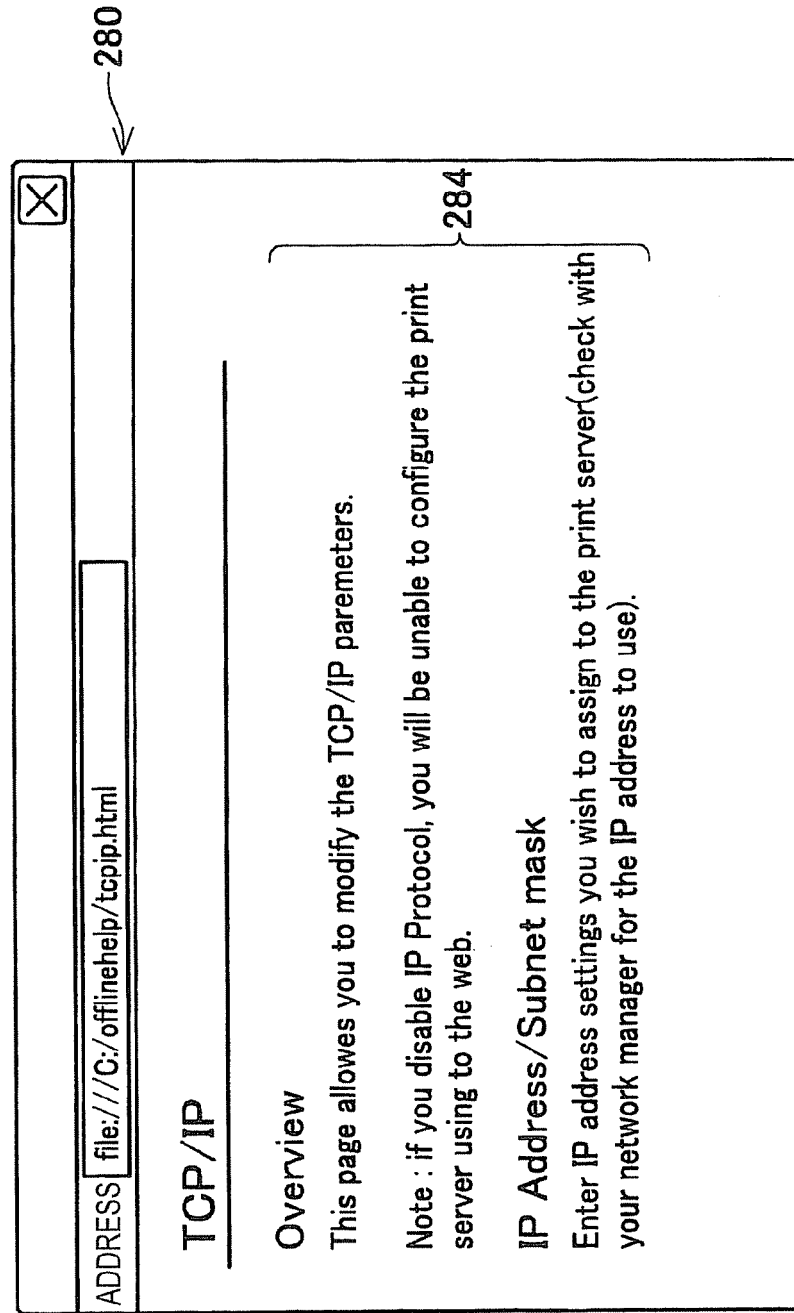 280
ADDRESS file:///C:/offlinehelp/tcpip.html
TCP/IP
Overview
This page allowes you to modify the TCP/IP paremeters.
Note : if you disable IP Protocol, you will be unable to configure the print
server using to the web.
284
IP Address/Subnet mask
Enter IP address settings you wish to assign to the print server(check with
your network manager for the IP address to use).